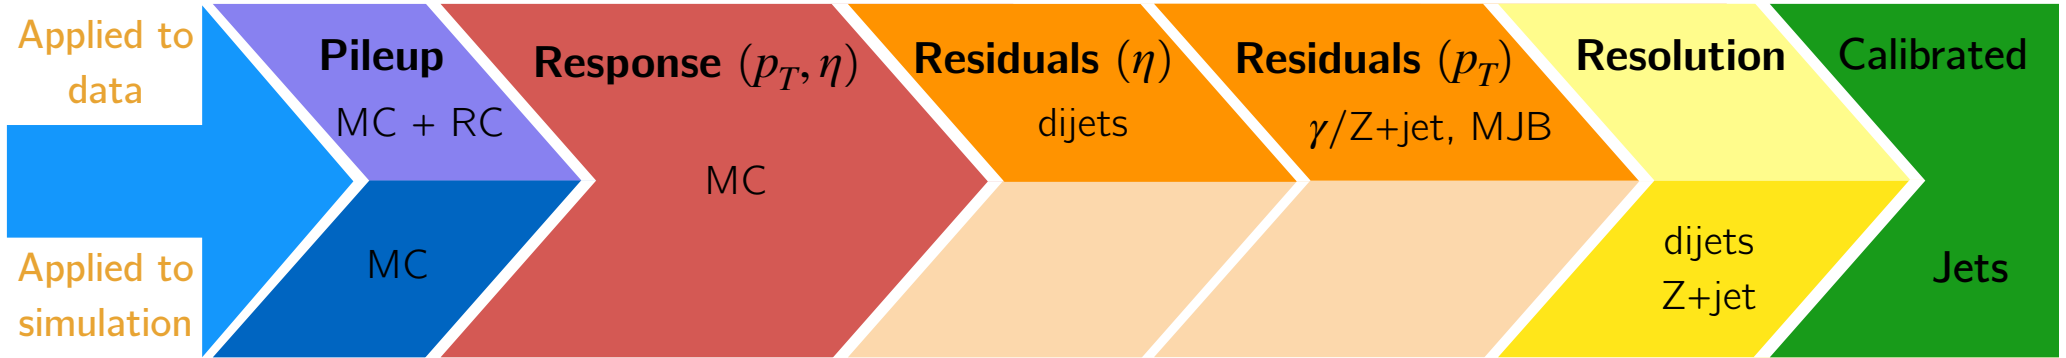 Applied to
data
Applied to
simulation
Pileup
MC + RC
MC
Response (p_T, η)
MC
Residuals (η)
dijets
Residuals (p_T)
γ/Z+jet, MJB
Resolution
dijets
Z+jet
Calibrated
Jets